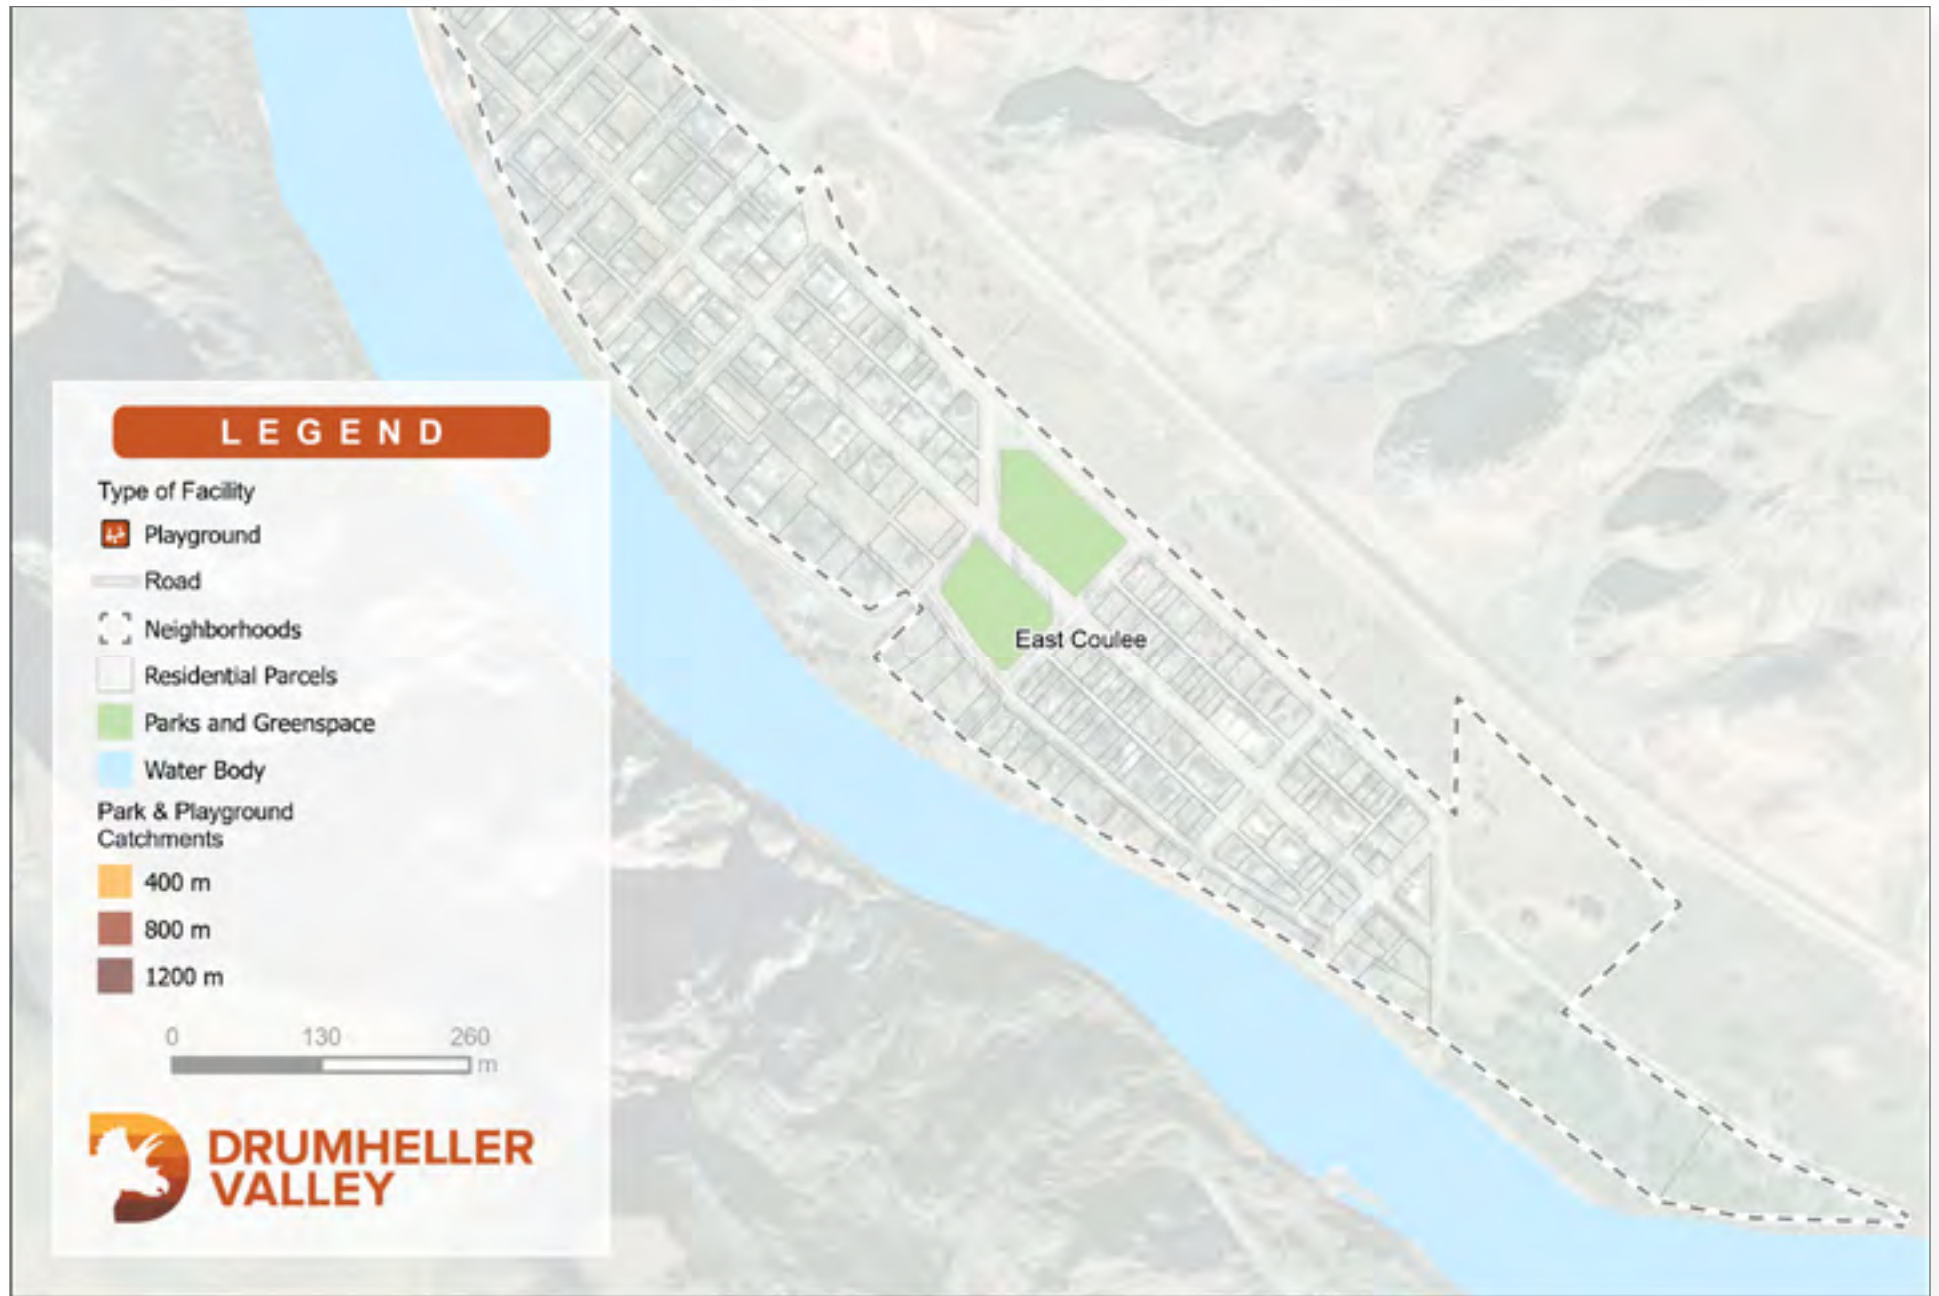 LEGEND
Type of Facility
Playground
Road
Neighborhoods
Residential Parcels
Parks and Greenspace
Water Body
Park & Playground
Catchments
400 m
800 m
1200 m
0 130 260
m
DRUMHELLER
VALLEY
East Coulee